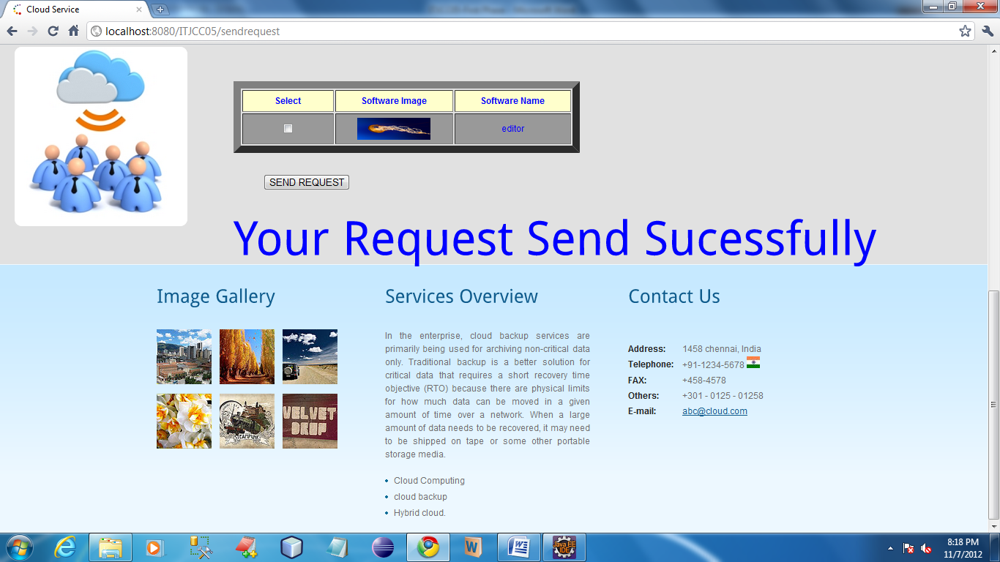 Cloud Service
localhost:8080/ITJCC05/sendrequest
Select Software Image Software Name
editor
SEND REQUEST
Your Request Send Sucessfully
Image Gallery
VELVET
DROP
Services Overview
In the enterprise, cloud backup services are
primarily being used for archiving non-critical data
only. Traditional backup is a better solution for
critical data that requires a short recovery time
objective (RTO) because there are physical limits
for how much data can be moved in a given
amount of time over a network. When a large
amount of data needs to be recovered, it may need
to be shipped on tape or some other portable
storage media.
Cloud Computing
cloud backup
Hybrid cloud.
Contact Us
Address: 1458 chennai, India
Telephone: +91-1234-5678
FAX: +458-4578
Others: +301 - 0125 - 01258
E-mail: abc@cloud.com
Java EE
IDE
8:18 PM
11/7/2012